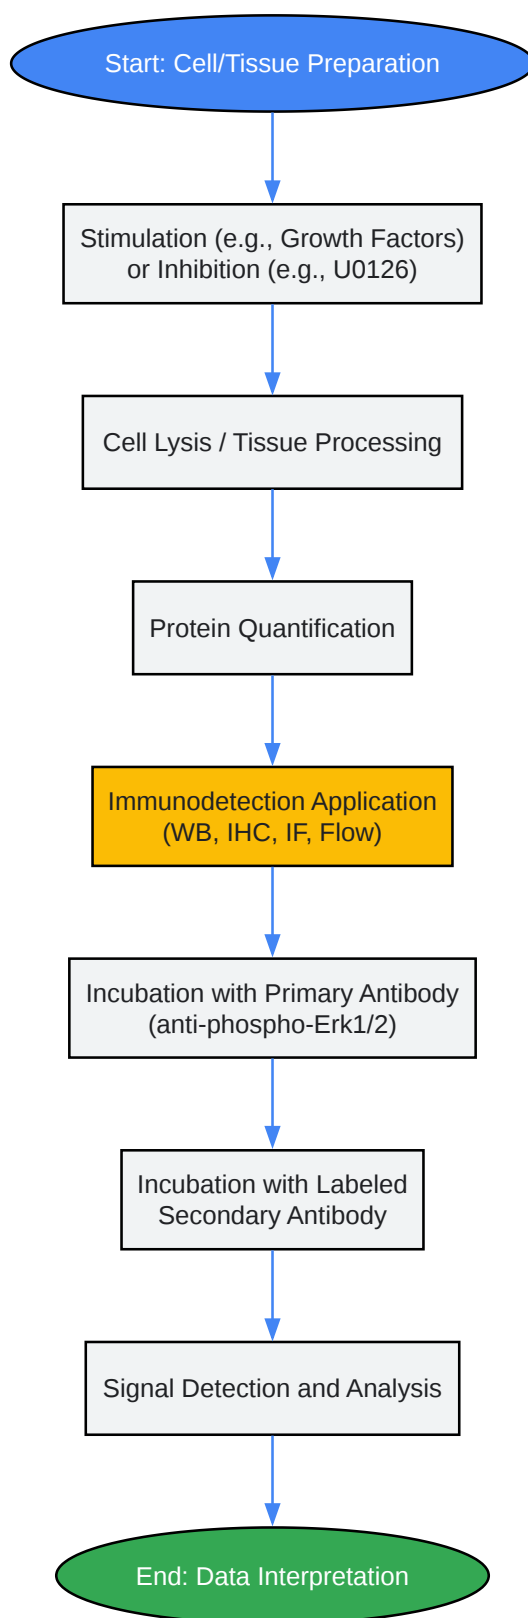 Start: Cell/Tissue Preparation
Stimulation (e.g., Growth Factors)
or Inhibition (e.g., U0126)
Cell Lysis / Tissue Processing
Protein Quantification
Immunodetection Application
(WB, IHC, IF, Flow)
Incubation with Primary Antibody
(anti-phospho-Erk1/2)
Incubation with Labeled
Secondary Antibody
Signal Detection and Analysis
End: Data Interpretation